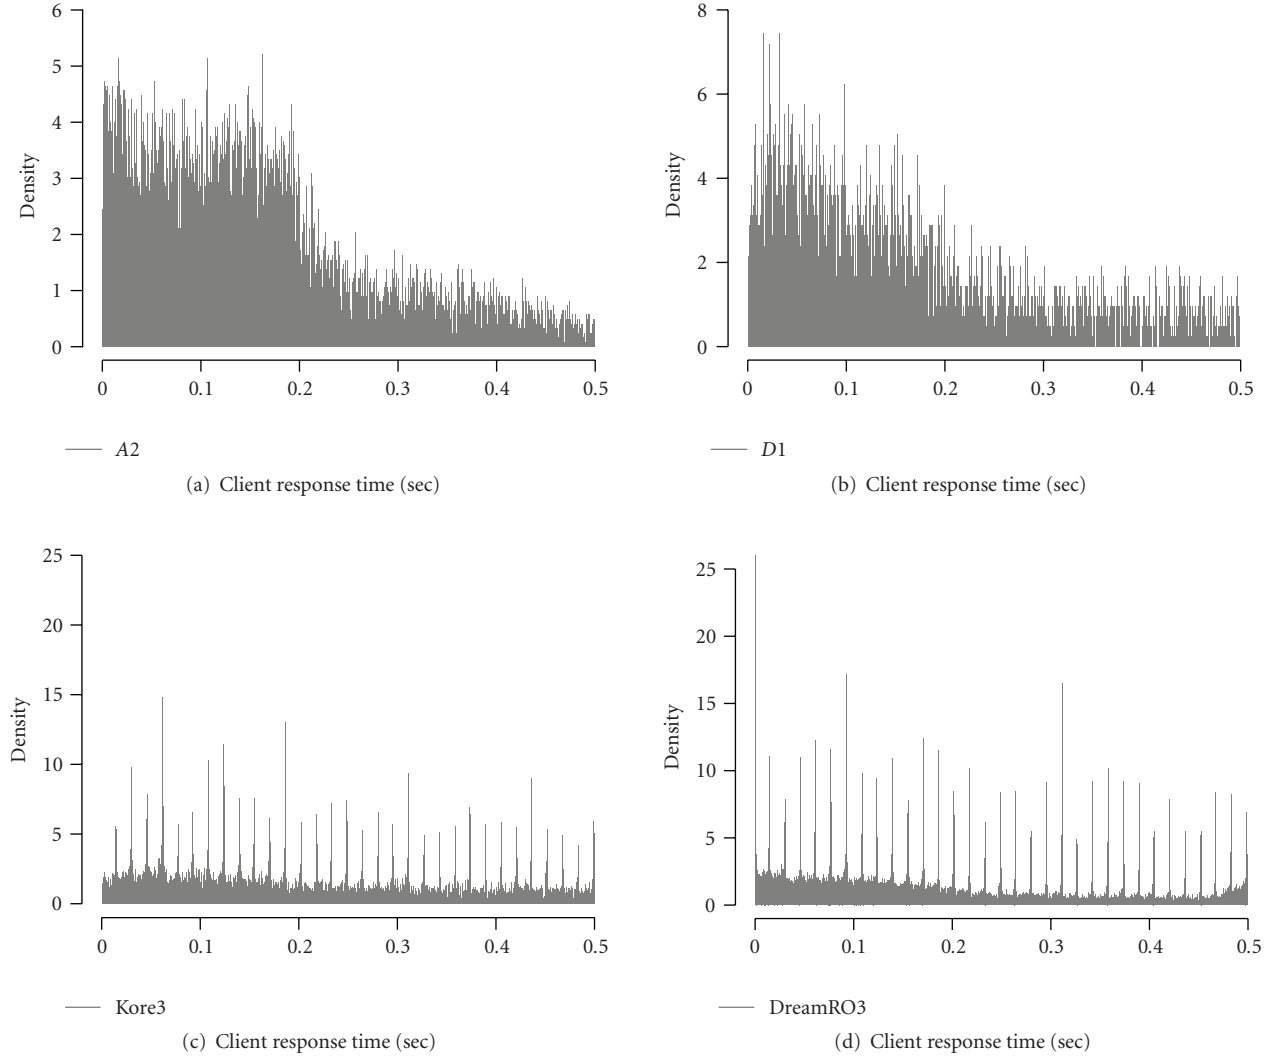 6
5
4
3
2
1
0
Density
0 0.1 0.2 0.3 0.4 0.5
A2
(a) Client response time (sec)
8
6
4
2
0
Density
0 0.1 0.2 0.3 0.4 0.5
D1
(b) Client response time (sec)
25
20
15
10
5
0
Density
0 0.1 0.2 0.3 0.4 0.5
Kore3
(c) Client response time (sec)
25
20
15
10
5
0
Density
0 0.1 0.2 0.3 0.4 0.5
DreamRO3
(d) Client response time (sec)